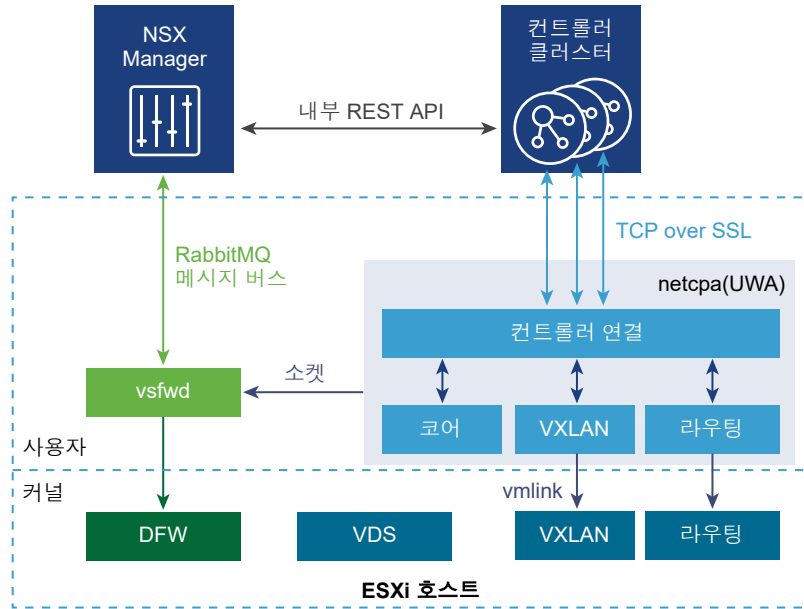 NSX
Manager
컨트롤러
클러스터
내부 REST API
TCP over SSL
RabbitMQ
메시지 버스
netcpa(UWA)
컨트롤러 연결
소켓
vsfwd
코어
VXLAN
라우팅
사용자
커널
vmlink
DFW
VDS
VXLAN
라우팅
ESXi 호스트